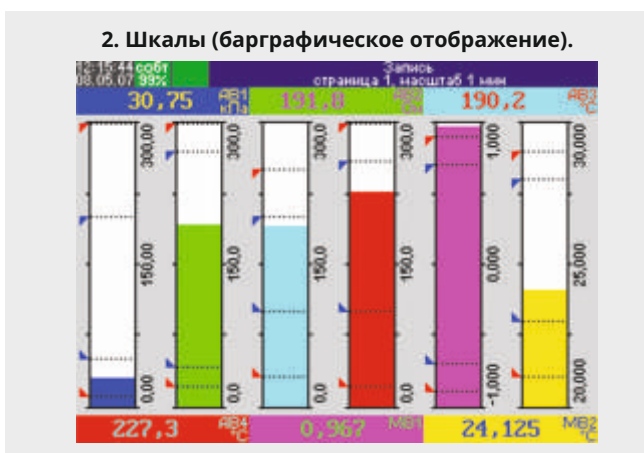 2. Шкалы (барграфическое отображение).
12:15:44 собт
08.05.07 99%
Запись
страница 1, масштаб 1 мин
30,75 АВ1 кПа
191,8
190,2 АВ3 °C
300,00 300,0 300,0 300,0 1,000 30,000
150,00 150,0 150,0 150,0 0,000 25,000
0,00 0,0 0,0 0,0 -1,000 20,000
227,3 АВ4 °C
0,967 МВ1
24,125 МВ2 °C